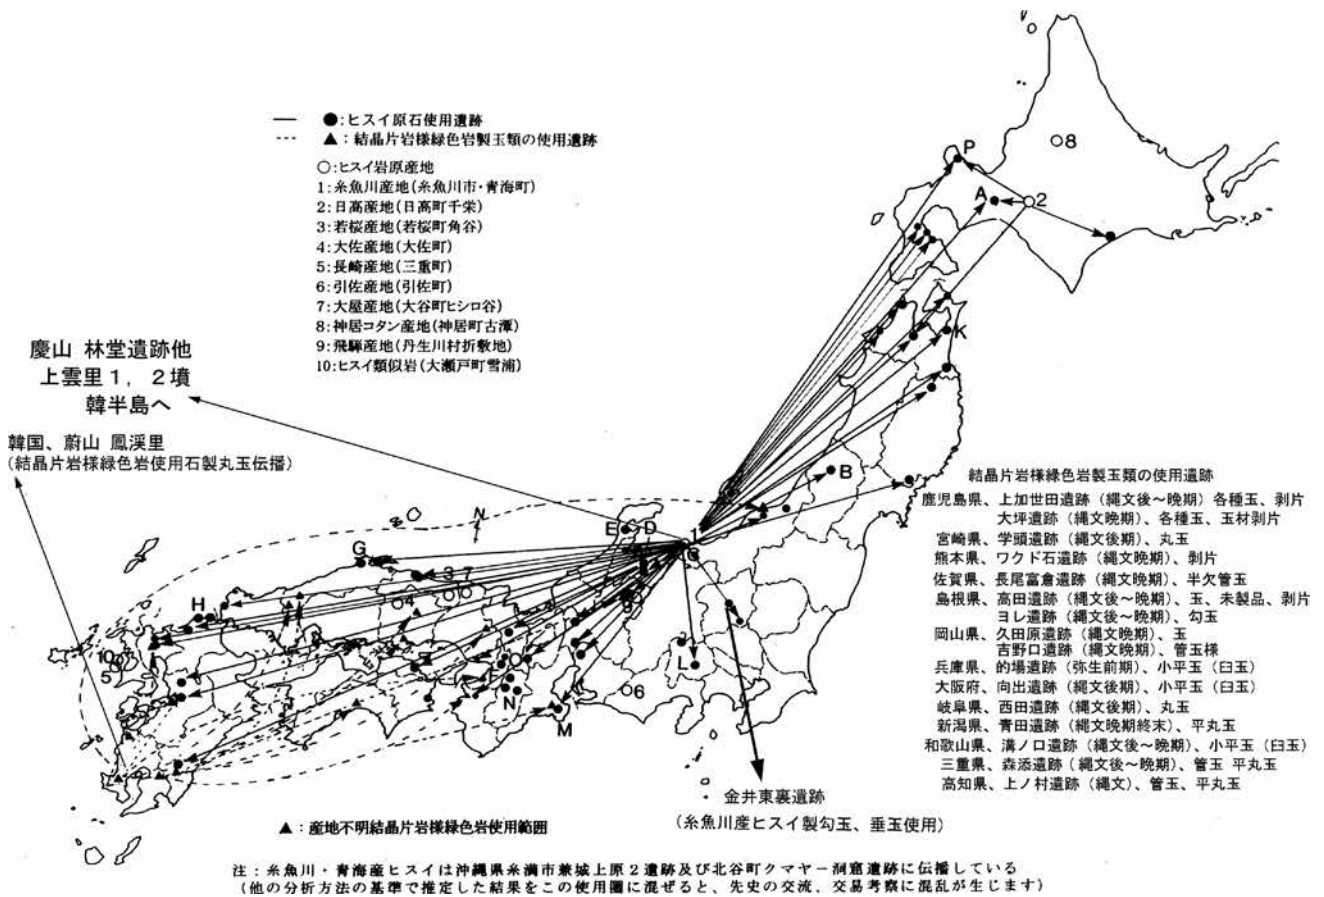 ― ●:ヒスイ原石使用遺跡
--- ▲:結晶片岩様緑色岩製玉類の使用遺跡
○:ヒスイ岩原産地
1:糸魚川産地(糸魚川市・青海町)
2:日高産地(日高町千栄)
3:若桜産地(若桜町角谷)
4:大佐産地(大佐町)
5:長崎産地(三重町)
6:引佐産地(引佐町)
7:大屋産地(大谷町ヒシロ谷)
8:神居コタン産地(神居町古潭)
9:飛騨産地(丹生川村折敷地)
10:ヒスイ類似岩(大瀬戸町雪浦)
慶山 林堂遺跡他
上雲里1,2墳
韓半島へ
韓国、蔚山 鳳渓里
(結晶片岩様緑色岩使用石製丸玉伝播)
P
8
A
2
K
B
N
E
D
1
C
G
3
7
4
H
9
10
5
J
L
6
O
N
M
結晶片岩様緑色岩製玉類の使用遺跡
鹿児島県、上加世田遺跡(縄文後~晩期)各種玉、剥片
大坪遺跡(縄文晩期)、各種玉、玉材剥片
宮崎県、学頭遺跡(縄文後期)、丸玉
熊本県、ワクド石遺跡(縄文晩期)、剥片
佐賀県、長尾富倉遺跡(縄文晩期)、半欠管玉
島根県、高田遺跡(縄文後~晩期)、玉、未製品、剥片
ヨレ遺跡(縄文後~晩期)、勾玉
岡山県、久田原遺跡(縄文晩期)、玉
吉野口遺跡(縄文晩期)、管玉様
兵庫県、的場遺跡(弥生前期)、小平玉(臼玉)
大阪府、向出遺跡(縄文後期)、小平玉(臼玉)
岐阜県、西田遺跡(縄文後期)、丸玉
新潟県、青田遺跡(縄文晩期終末)、平丸玉
和歌山県、溝ノ口遺跡(縄文後~晩期)、小平玉(臼玉)
三重県、森添遺跡(縄文後~晩期)、管玉 平丸玉
高知県、上ノ村遺跡(縄文)、管玉、平丸玉
金井東裏遺跡
(糸魚川産ヒスイ製勾玉、垂玉使用)
▲:産地不明結晶片岩様緑色岩使用範囲
注:糸魚川・青海産ヒスイは沖縄県糸満市兼城上原2遺跡及び北谷町クマヤー洞窟遺跡に伝播している
(他の分析方法の基準で推定した結果をこの使用圏に混ぜると、先史の交流、交易考察に混乱が生じます)